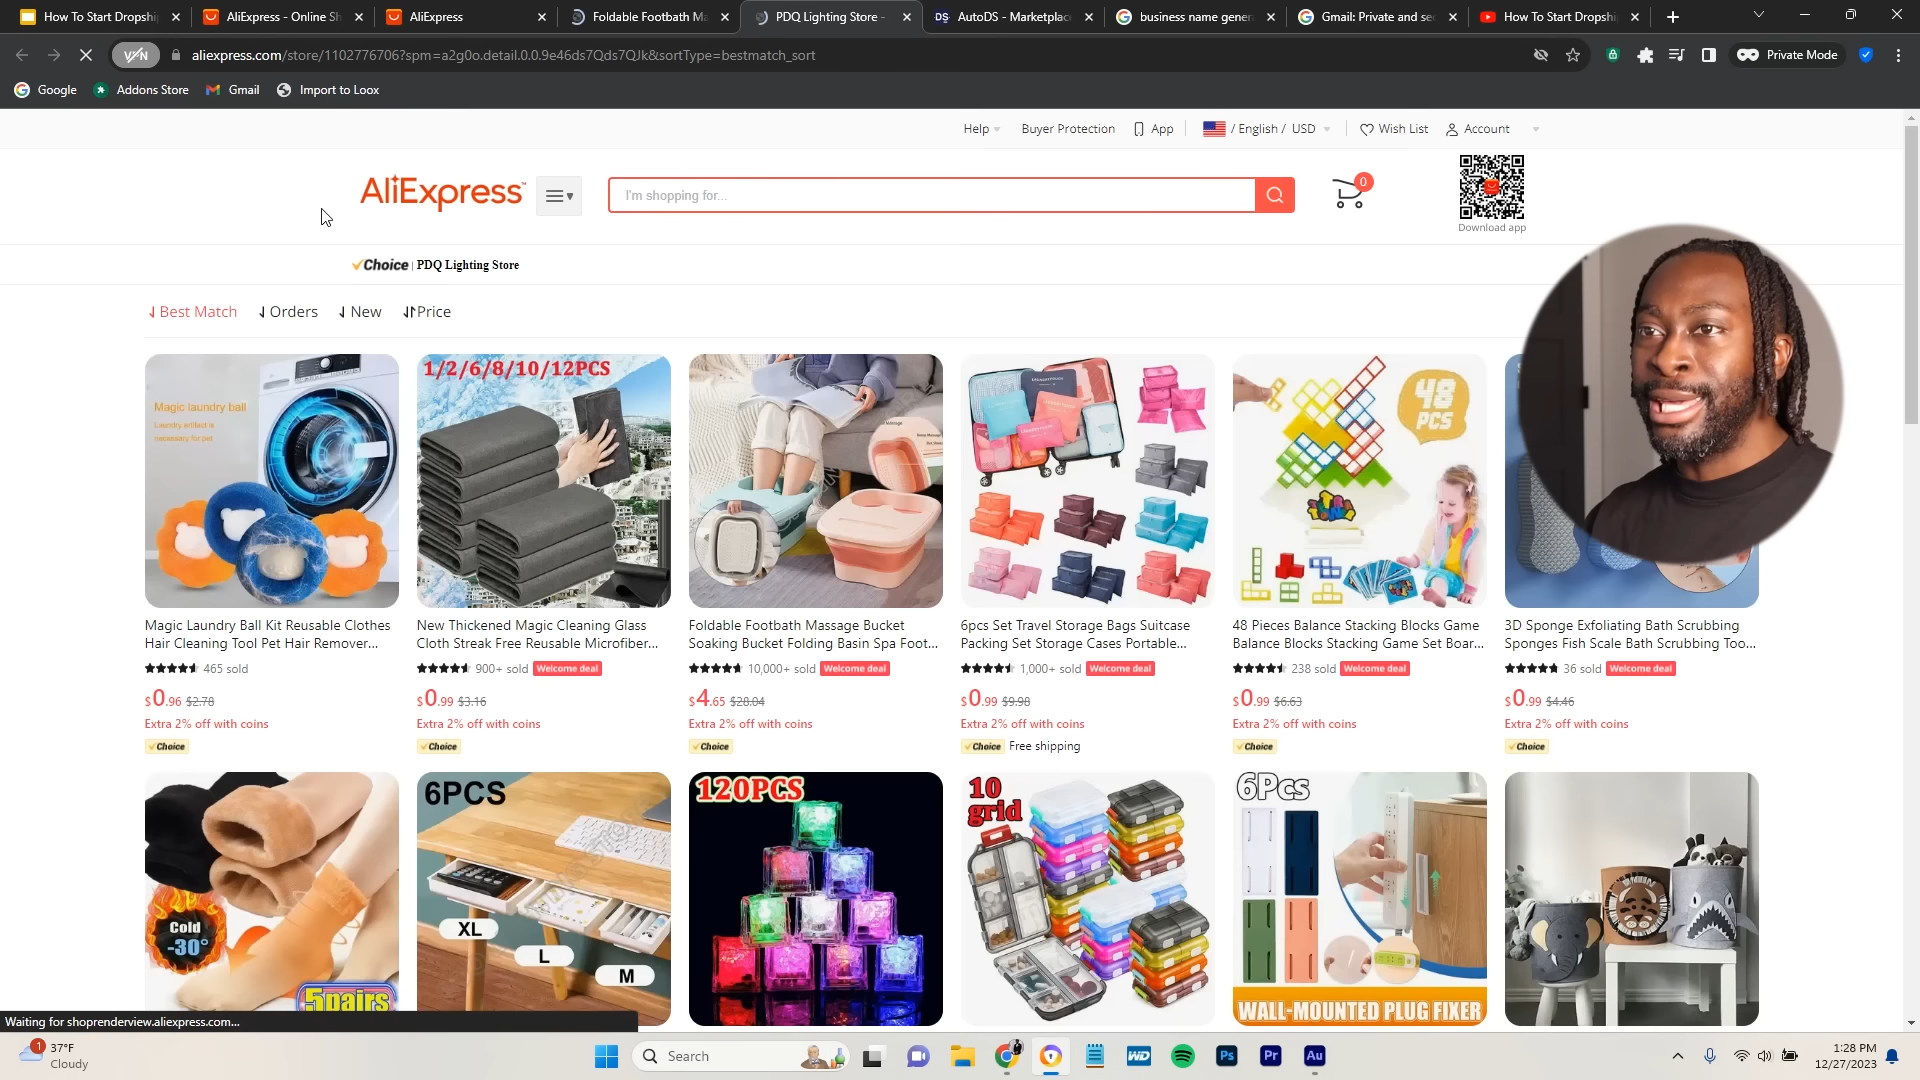 How To Start Dropshi
AliExpress - Online Sh
AliExpress
Foldable Footbath Ma
PDQ Lighting Store -
DS AutoDS - Marketplac
business name gener
Gmail: Private and sec
How To Start Dropshi
VPN
aliexpress.com/store/1102776706?spm=a2g0o.detail.0.0.9e46ds7Qds7QJk&sortType=bestmatch_sort
Private Mode
Google
Addons Store
Gmail
Import to Loox
Help
Buyer Protection
App
/ English / USD
Wish List
Account
AliExpress
I'm shopping for...
0
Download app
Choice | PDQ Lighting Store
Best Match
Orders
New
Price
Magic laundry ball
Laundry artifact is
necessary for pet
1/2/6/8/10/12PCS
48
PCS
Magic Laundry Ball Kit Reusable Clothes
Hair Cleaning Tool Pet Hair Remover...
465 sold
$0.96 $2.78
Extra 2% off with coins
Choice
New Thickened Magic Cleaning Glass
Cloth Streak Free Reusable Microfiber...
900+ sold Welcome deal
$0.99 $3.16
Extra 2% off with coins
Choice
Foldable Footbath Massage Bucket
Soaking Bucket Folding Basin Spa Foot...
10,000+ sold Welcome deal
$4.65 $28.04
Extra 2% off with coins
Choice
6pcs Set Travel Storage Bags Suitcase
Packing Set Storage Cases Portable...
1,000+ sold Welcome deal
$0.99 $9.98
Extra 2% off with coins
Choice Free shipping
48 Pieces Balance Stacking Blocks Game
Balance Blocks Stacking Game Set Boar...
238 sold Welcome deal
$0.99 $6.63
Extra 2% off with coins
Choice
3D Sponge Exfoliating Bath Scrubbing
Sponges Fish Scale Bath Scrubbing Too...
36 sold Welcome deal
$0.99 $4.46
Extra 2% off with coins
Choice
Cold
-30°
5pairs
6PCS
XL
L
M
120PCS
10
grid
6Pcs
WALL-MOUNTED PLUG FIXER
Waiting for shoprenderview.aliexpress.com...
1
37°F
Cloudy
Search
WD
Ps
Pr
Au
1:28 PM
12/27/2023